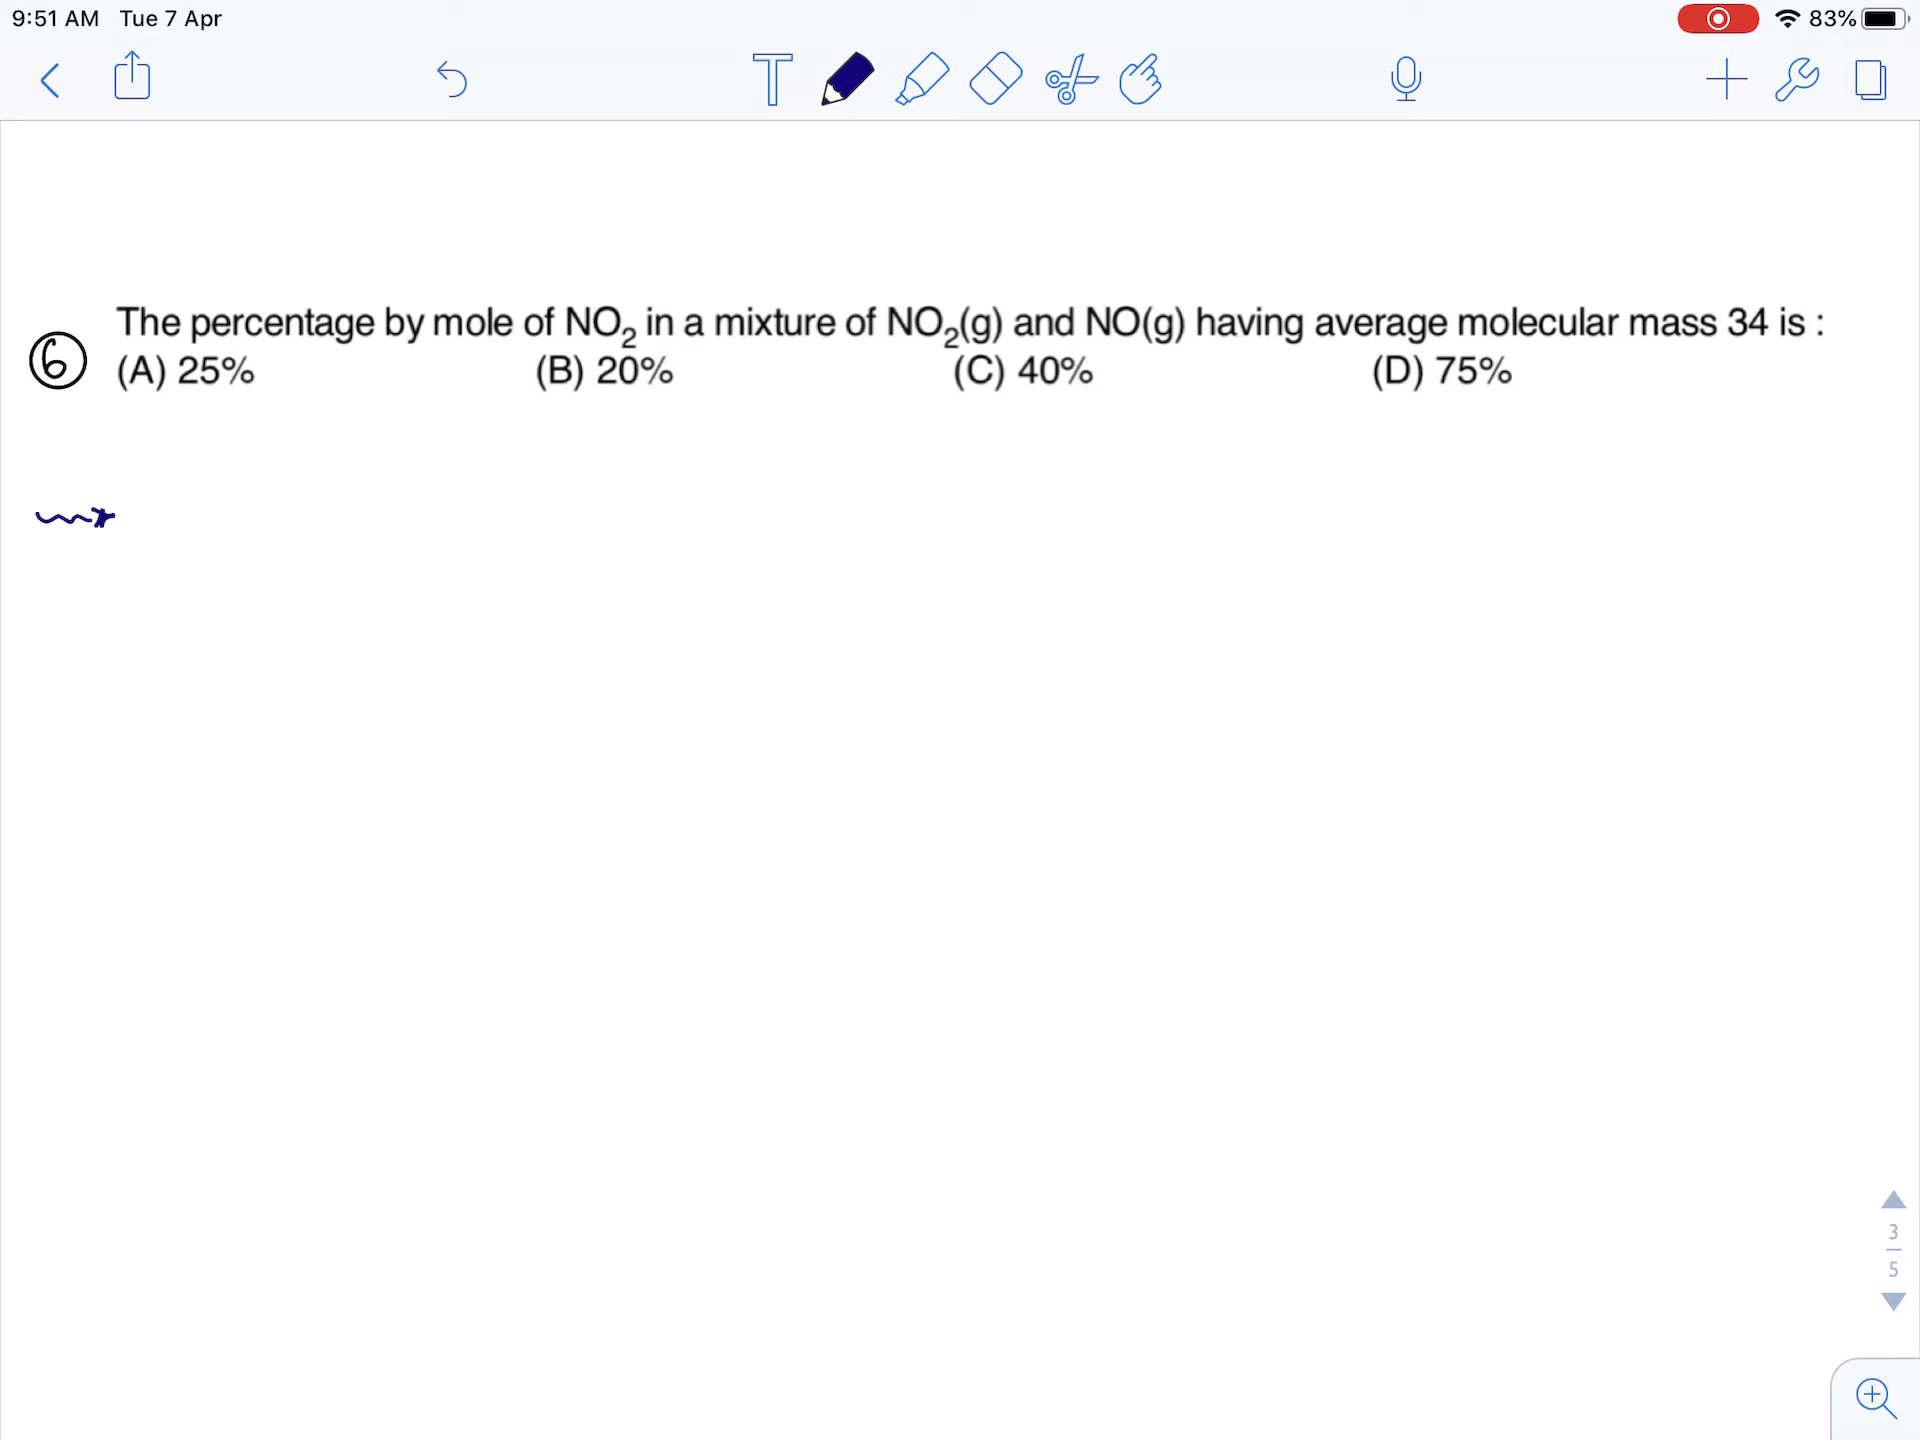 9:51 AM Tue 7 Apr 83%
T
The percentage by mole of NO₂ in a mixture of NO₂(g) and NO(g) having average molecular mass 34 is :
6 (A) 25% (B) 20% (C) 40% (D) 75%
3
5